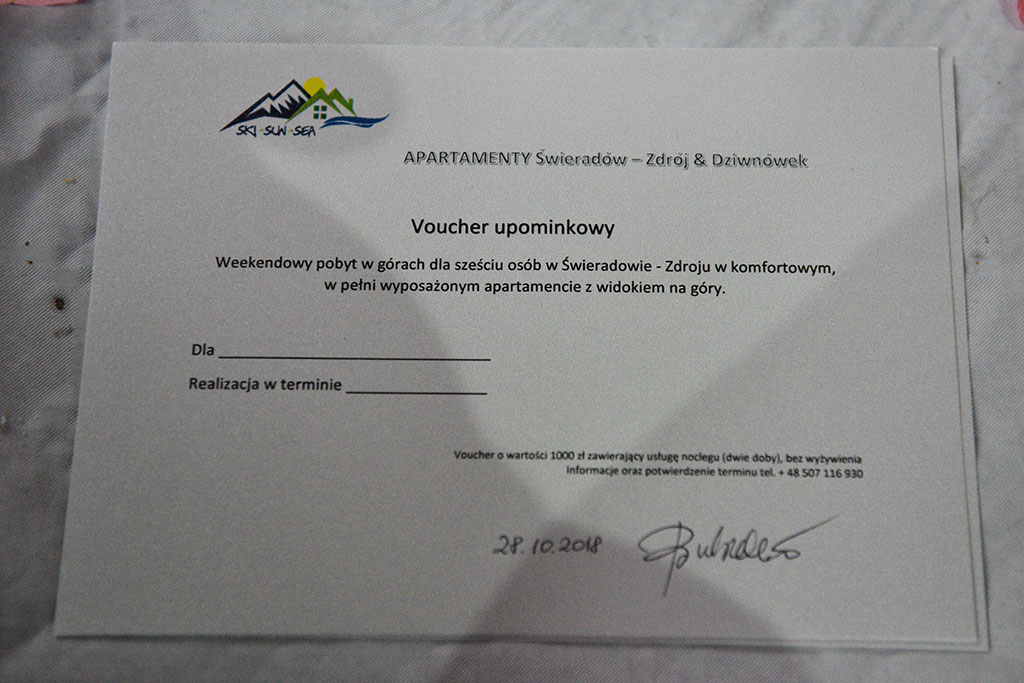 SKI-SUN-SEA
APARTAMENTY Świeradów – Zdrój & Dziwnówek
Voucher upominkowy
Weekendowy pobyt w górach dla sześciu osób w Świeradowie - Zdroju w komfortowym,
w pełni wyposażonym apartamencie z widokiem na góry.
Dla
Realizacja w terminie
Voucher o wartości 1000 zł zawierający usługę noclegu (dwie doby), bez wyżywienia
Informacje oraz potwierdzenie terminu tel. + 48 507 116 930
28.10.2018